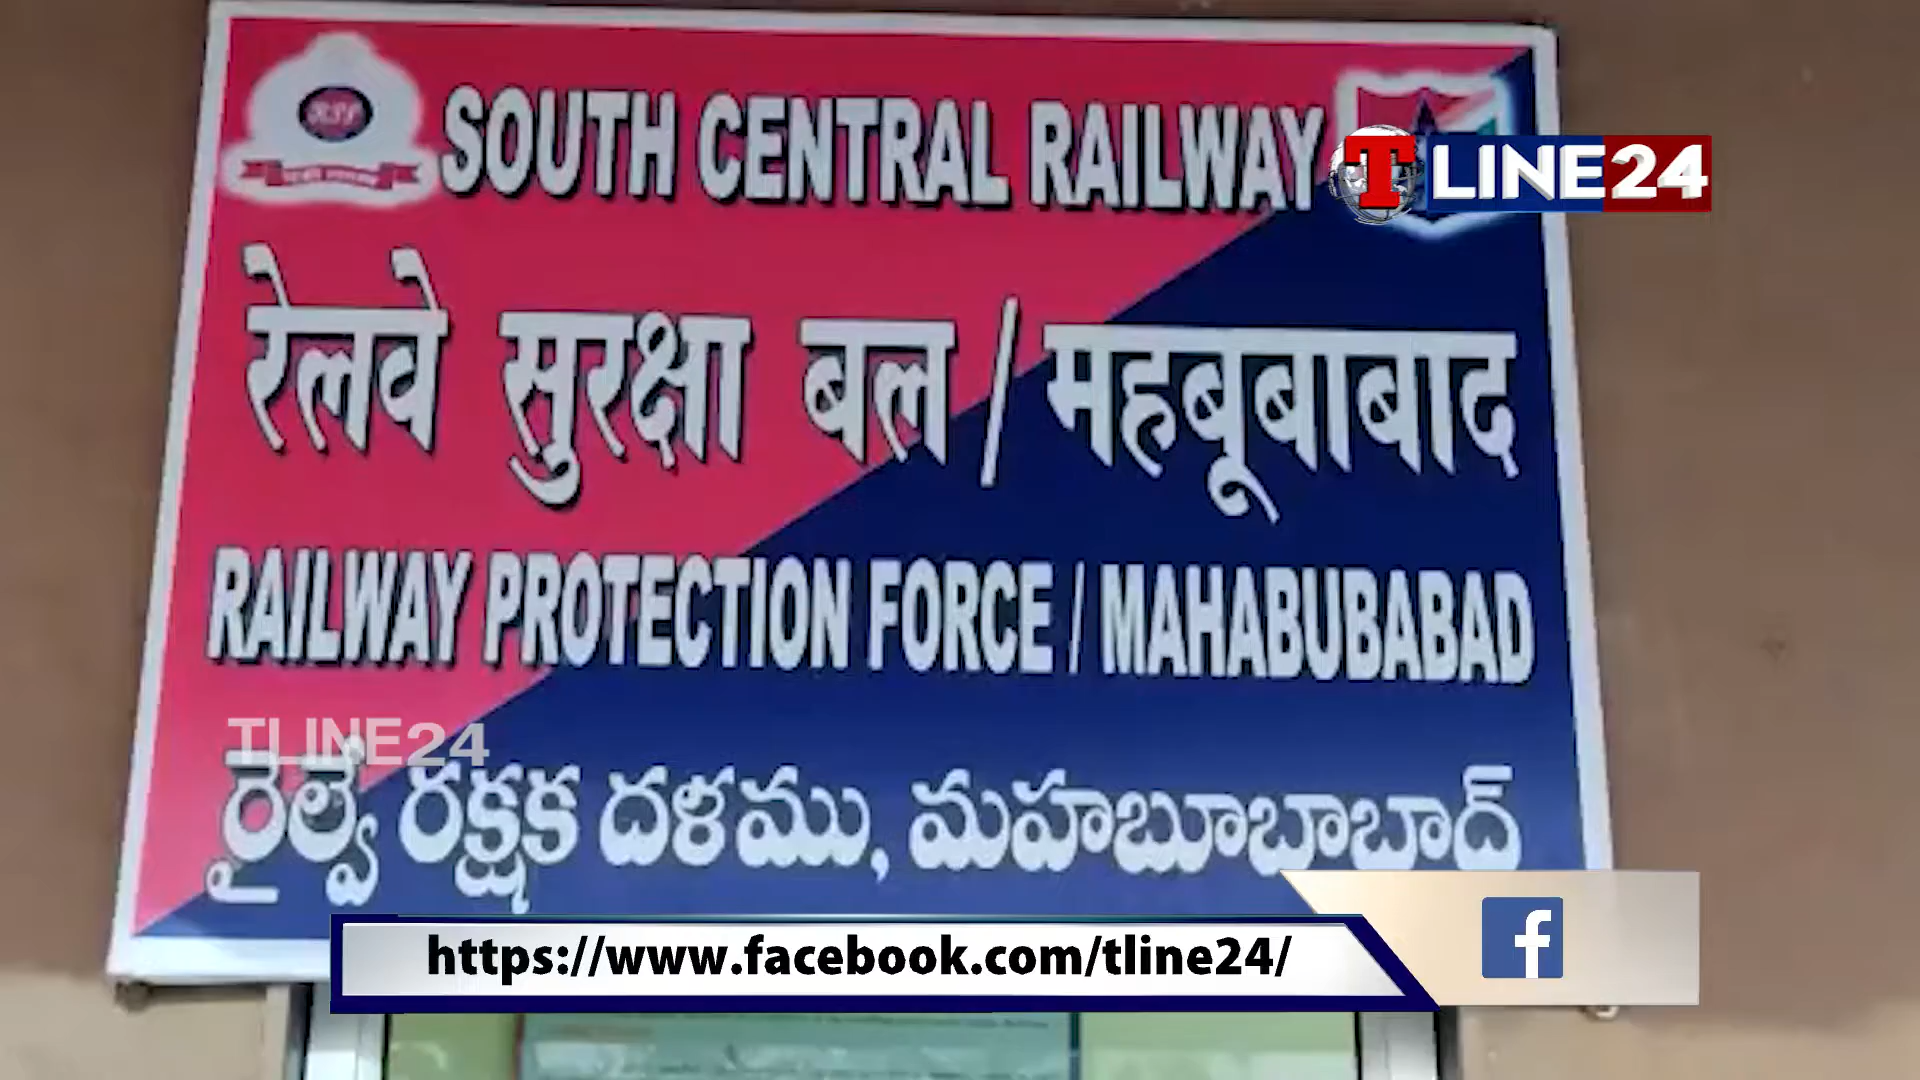 SOUTH CENTRAL RAILWAY
TLINE24
रेलवे सुरक्षा बल / महबूबाबाद
RAILWAY PROTECTION FORCE / MAHABUBABAD
TLINE24
రైల్వే రక్షక దళము, మహబూబాబాద్
https://www.facebook.com/tline24/
f